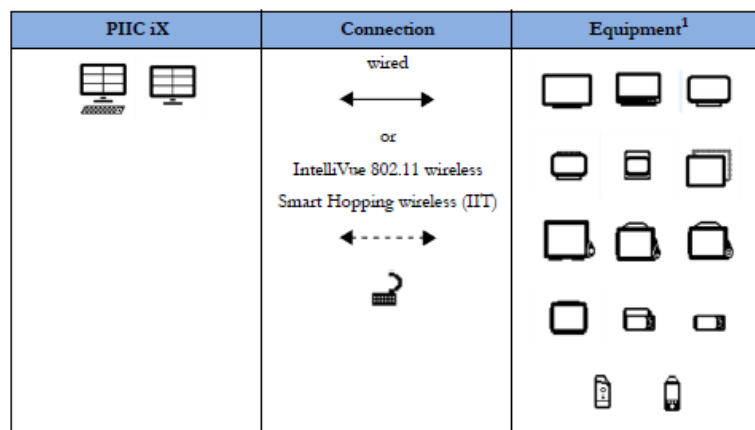 PIIC iX
Connection
Equipment¹
wired
or
IntelliVue 802.11 wireless
Smart Hopping wireless (IIT)